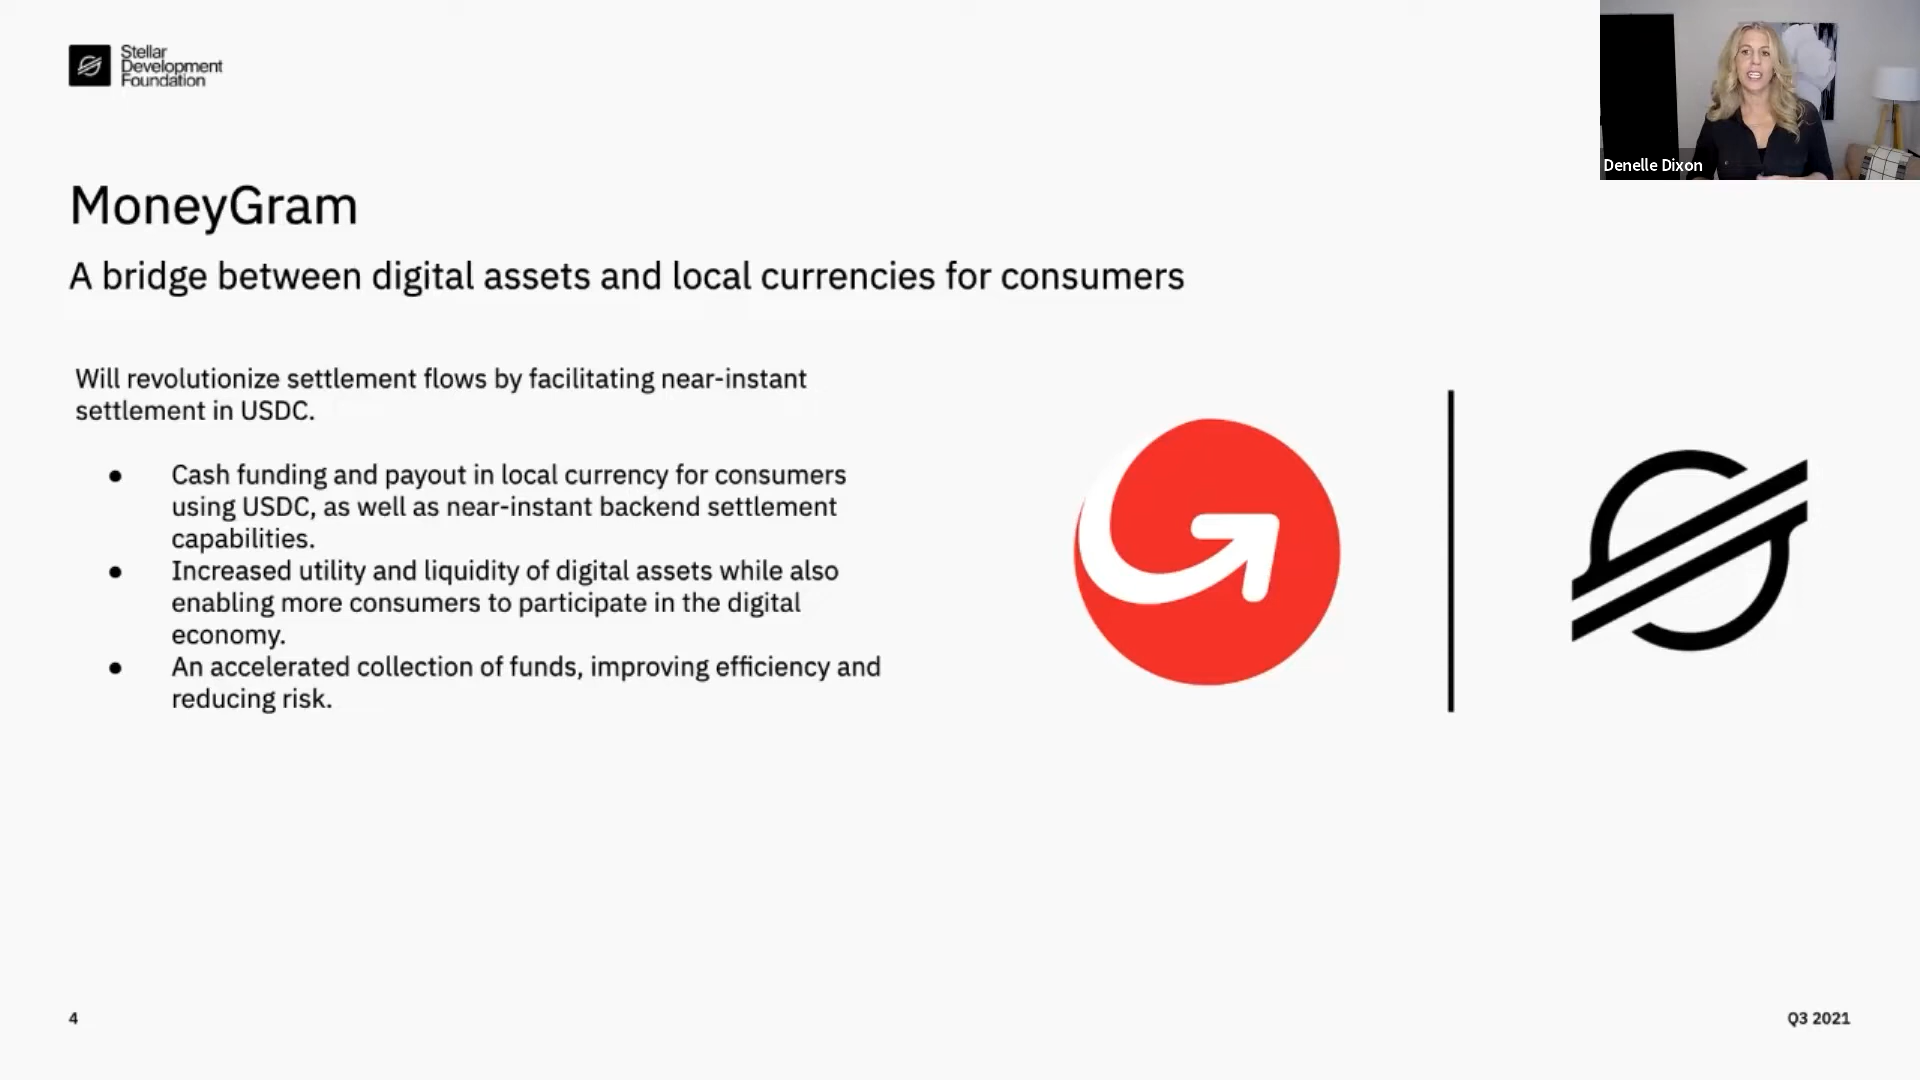 Stellar
Development
Foundation
Denelle Dixon
MoneyGram
A bridge between digital assets and local currencies for consumers
Will revolutionize settlement flows by facilitating near-instant
settlement in USDC.
● Cash funding and payout in local currency for consumers
using USDC, as well as near-instant backend settlement
capabilities.
● Increased utility and liquidity of digital assets while also
enabling more consumers to participate in the digital
economy.
● An accelerated collection of funds, improving efficiency and
reducing risk.
4
Q3 2021